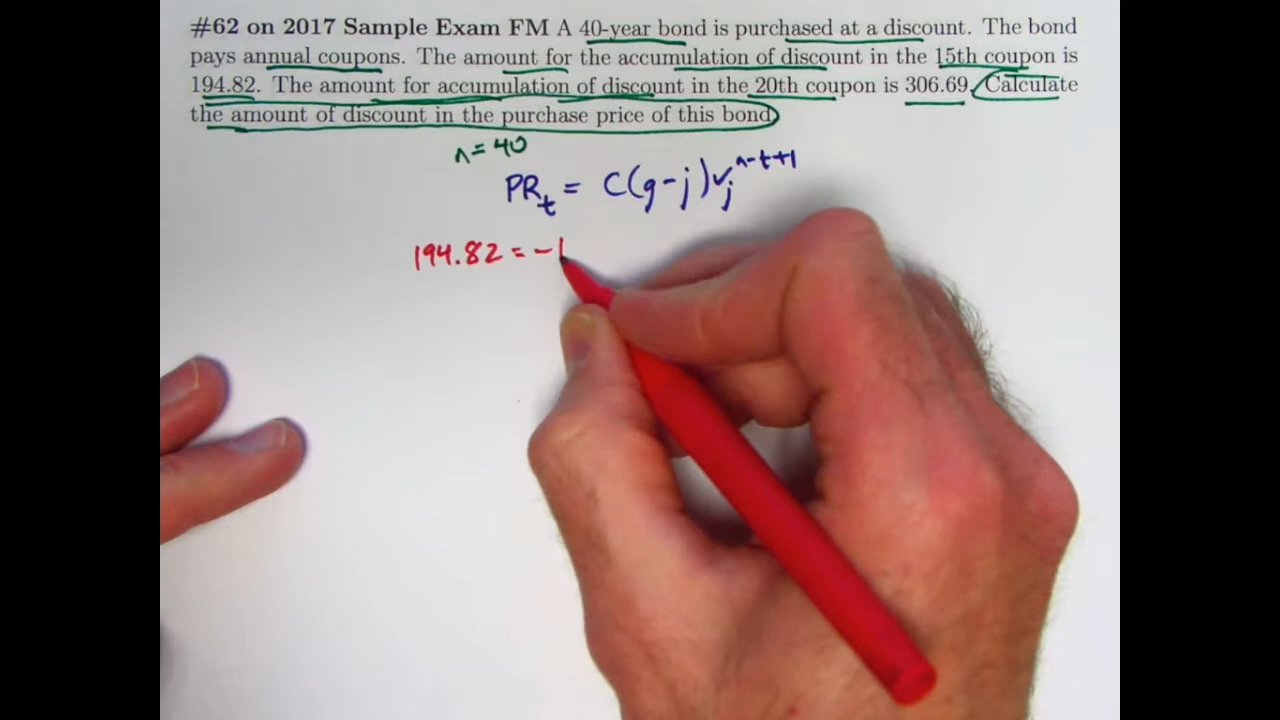 #62 on 2017 Sample Exam FM A 40-year bond is purchased at a discount. The bond
pays annual coupons. The amount for the accumulation of discount in the 15th coupon is
194.82. The amount for accumulation of discount in the 20th coupon is 306.69. Calculate
the amount of discount in the purchase price of this bond.
n = 40
PR_t = C(g-j)v_j^{n-t+1}
194.82 = -